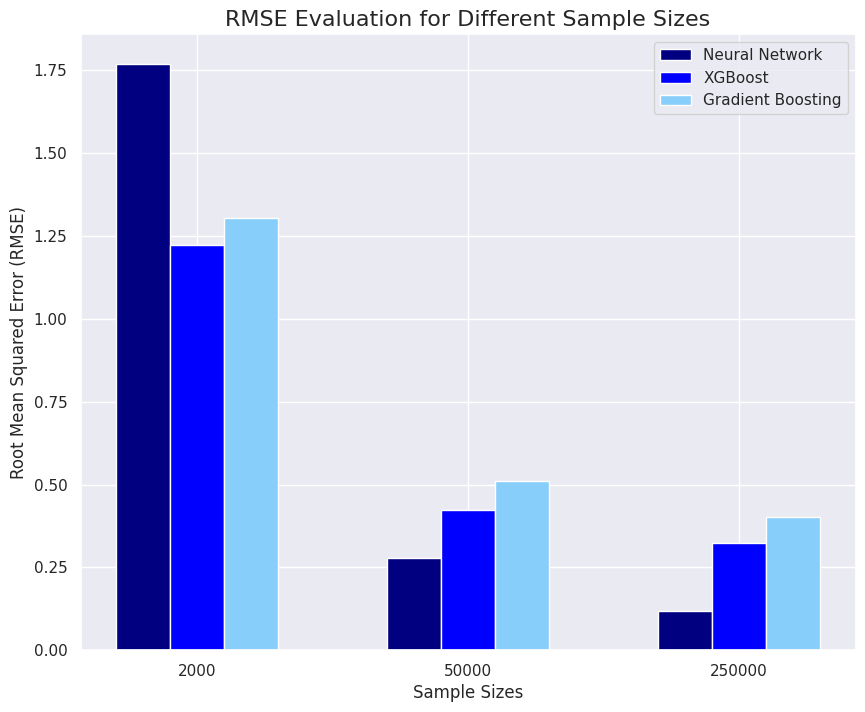 RMSE Evaluation for Different Sample Sizes
Neural Network
XGBoost
Gradient Boosting
Root Mean Squared Error (RMSE)
1.75
1.50
1.25
1.00
0.75
0.50
0.25
0.00
2000
50000
250000
Sample Sizes